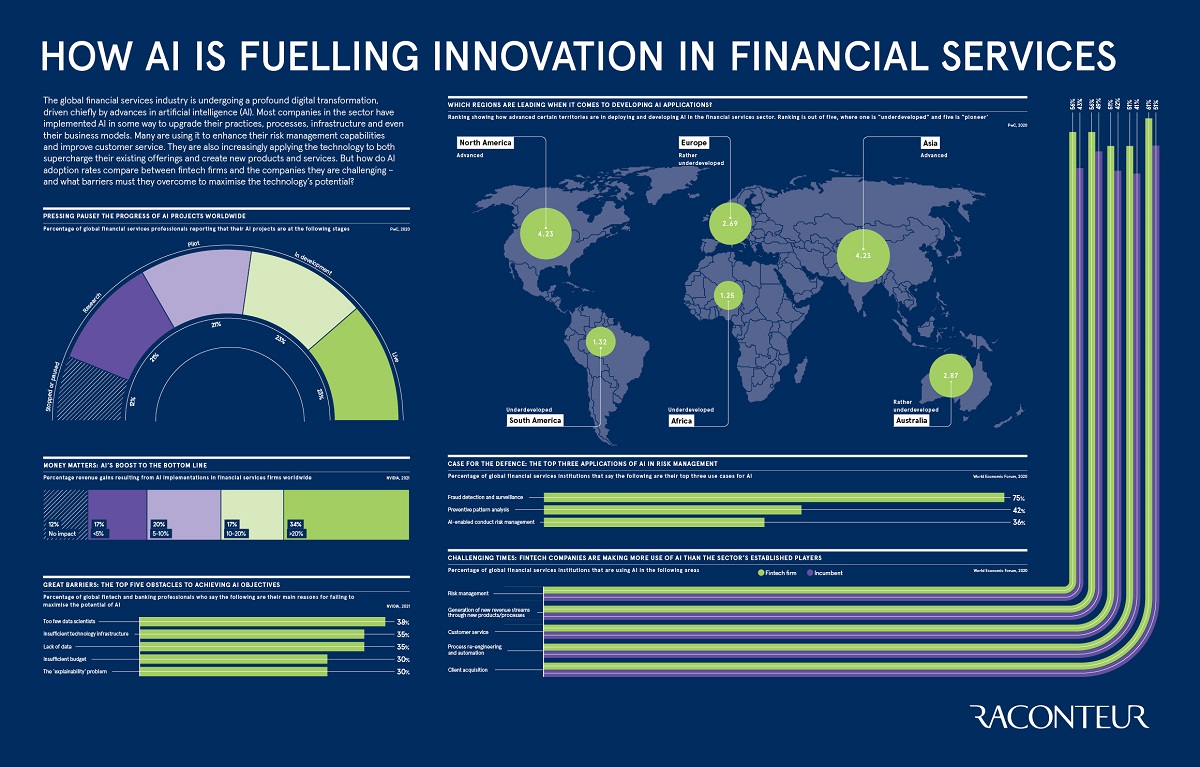 HOW AI IS FUELLING INNOVATION IN FINANCIAL SERVICES
The global financial services industry is undergoing a profound digital transformation,
driven chiefly by advances in artificial intelligence (AI). Most companies in the sector have
implemented AI in some way to upgrade their practices, processes, infrastructure and even
their business models. Many are using it to enhance their risk management capabilities
and improve customer service. They are also increasingly applying the technology to both
supercharge their existing offerings and create new products and services. But how do AI
adoption rates compare between fintech firms and the companies they are challenging –
and what barriers must they overcome to maximise the technology's potential?
PRESSING PAUSE? THE PROGRESS OF AI PROJECTS WORLDWIDE
Percentage of global financial services professionals reporting that their AI projects are at the following stages
PwC, 2020
Stopped or paused
Research
Pilot
In development
Live
12%
21%
21%
23%
23%
MONEY MATTERS: AI'S BOOST TO THE BOTTOM LINE
Percentage revenue gains resulting from AI implementations in financial services firms worldwide
NVIDIA, 2021
12%
No impact
17%
<5%
20%
5-10%
17%
10-20%
34%
>20%
GREAT BARRIERS: THE TOP FIVE OBSTACLES TO ACHIEVING AI OBJECTIVES
Percentage of global fintech and banking professionals who say the following are their main reasons for failing to
maximise the potential of AI
NVIDIA, 2021
Too few data scientists 38%
Insufficient technology infrastructure 35%
Lack of data 35%
Insufficient budget 30%
The 'explainability' problem 30%
WHICH REGIONS ARE LEADING WHEN IT COMES TO DEVELOPING AI APPLICATIONS?
Ranking showing how advanced certain territories are in deploying and developing AI in the financial services sector. Ranking is out of five, where one is "underdeveloped" and five is "pioneer"
PwC, 2020
North America
Advanced
4.23
Europe
Rather
underdeveloped
2.69
Asia
Advanced
4.23
1.25
1.32
2.87
Underdeveloped
South America
Underdeveloped
Africa
Rather
underdeveloped
Australia
CASE FOR THE DEFENCE: THE TOP THREE APPLICATIONS OF AI IN RISK MANAGEMENT
Percentage of global financial services institutions that say the following are their top three use cases for AI
World Economic Forum, 2020
Fraud detection and surveillance 75%
Preventive pattern analysis 42%
AI-enabled conduct risk management 36%
CHALLENGING TIMES: FINTECH COMPANIES ARE MAKING MORE USE OF AI THAN THE SECTOR'S ESTABLISHED PLAYERS
Percentage of global financial services institutions that are using AI in the following areas
Fintech firm
Incumbent
World Economic Forum, 2020
Risk management
Generation of new revenue streams
through new products/processes
Customer service
Process re-engineering
and automation
Client acquisition
56%
43%
56%
49%
51%
42%
51%
41%
61%
51%
RACONTEUR